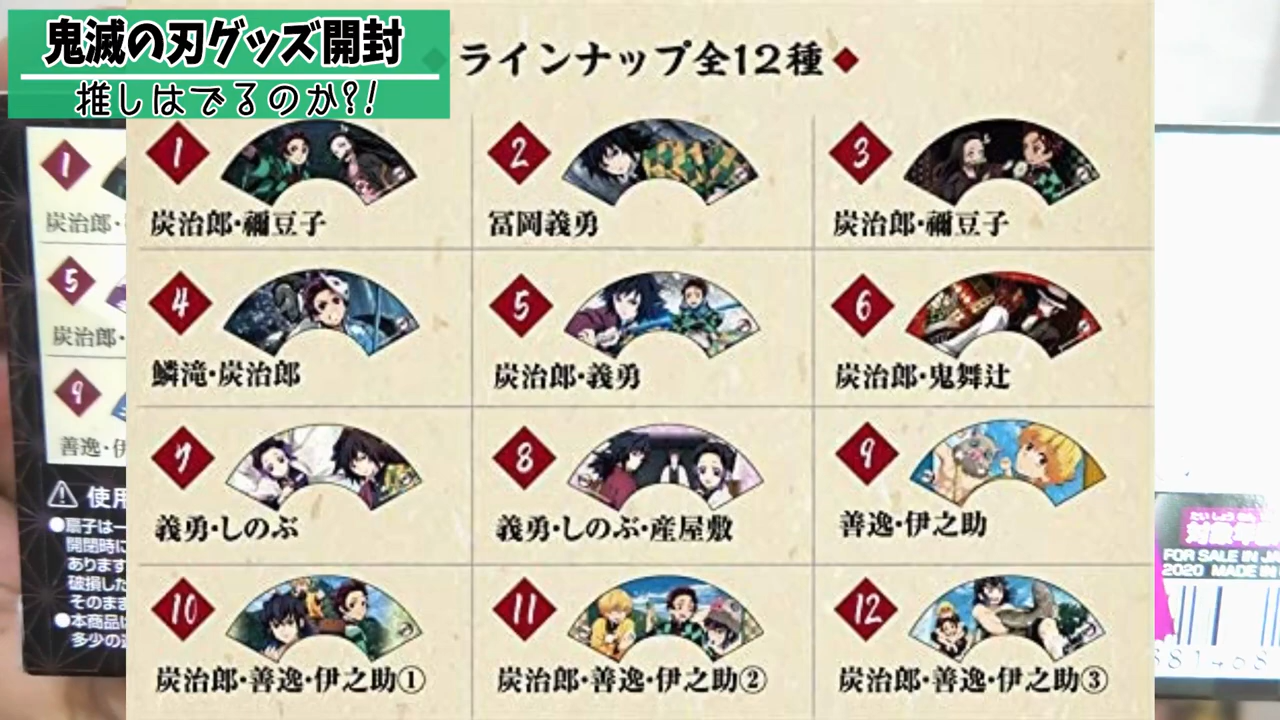 鬼滅の刃グッズ開封
推しはでるのか?!
◆ラインナップ全12種◆
1
炭治郎・禰豆子
2
冨岡義勇
3
炭治郎・禰豆子
4
鱗滝・炭治郎
5
炭治郎・義勇
6
炭治郎・鬼舞辻
7
義勇・しのぶ
8
義勇・しのぶ・産屋敷
9
善逸・伊之助
10
炭治郎・善逸・伊之助①
11
炭治郎・善逸・伊之助②
12
炭治郎・善逸・伊之助③
1
炭治郎・
5
炭治郎・
9
善逸・伊
使用
●扇子は一
開閉時に
あります
破損した
そのまま
●本商品は
多少の
FOR SALE IN JA
2020 MADE IN